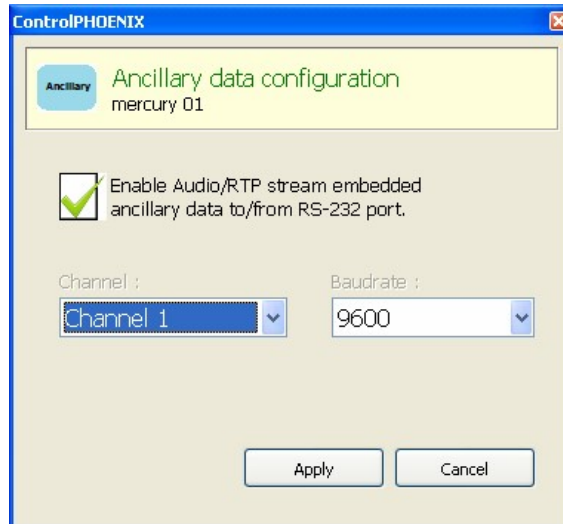 ControlPHOENIX
Ancillary
Ancillary data configuration
mercury 01
Enable Audio/RTP stream embedded
ancillary data to/from RS-232 port.
Channel :
Baudrate :
Channel 1
9600
Apply
Cancel